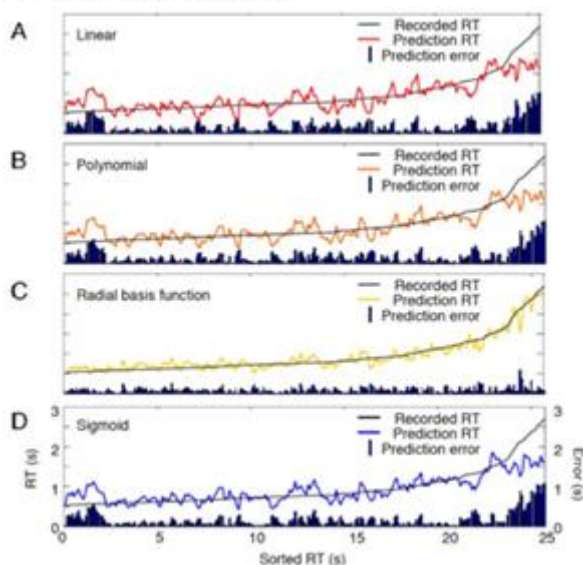 A
Linear
Recorded RT
Prediction RT
Prediction error
B
Polynomial
Recorded RT
Prediction RT
Prediction error
C
Radial basis function
Recorded RT
Prediction RT
Prediction error
D
Sigmoid
Recorded RT
Prediction RT
Prediction error
3
2
1
0
RT (s)
3
2
1
0
Error (s)
0 5 10 15 20 25
Sorted RT (s)